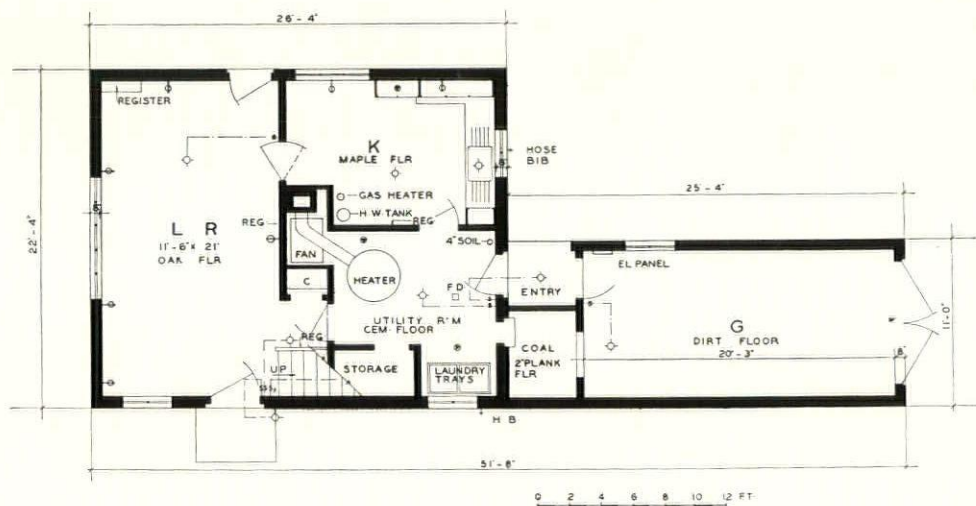 26'-4"
REGISTER
K
MAPLE FLR
HOSE
BIB
8"
25'-4"
22'-4"
GAS HEATER
H W TANK
REG
REG
L R
11'-6" x 21'
OAK FLR
4" SOIL
FAN
EL PANEL
C
HEATER
F D
ENTRY
11'-0"
UTILITY R'M
CEM. FLOOR
G
DIRT FLOOR
20'-3"
8"
REG
COAL
2" PLANK
FLR
UP
STORAGE
LAUNDRY
TRAYS
SSS
H B
51'-8"
0 2 4 6 8 10 12 FT